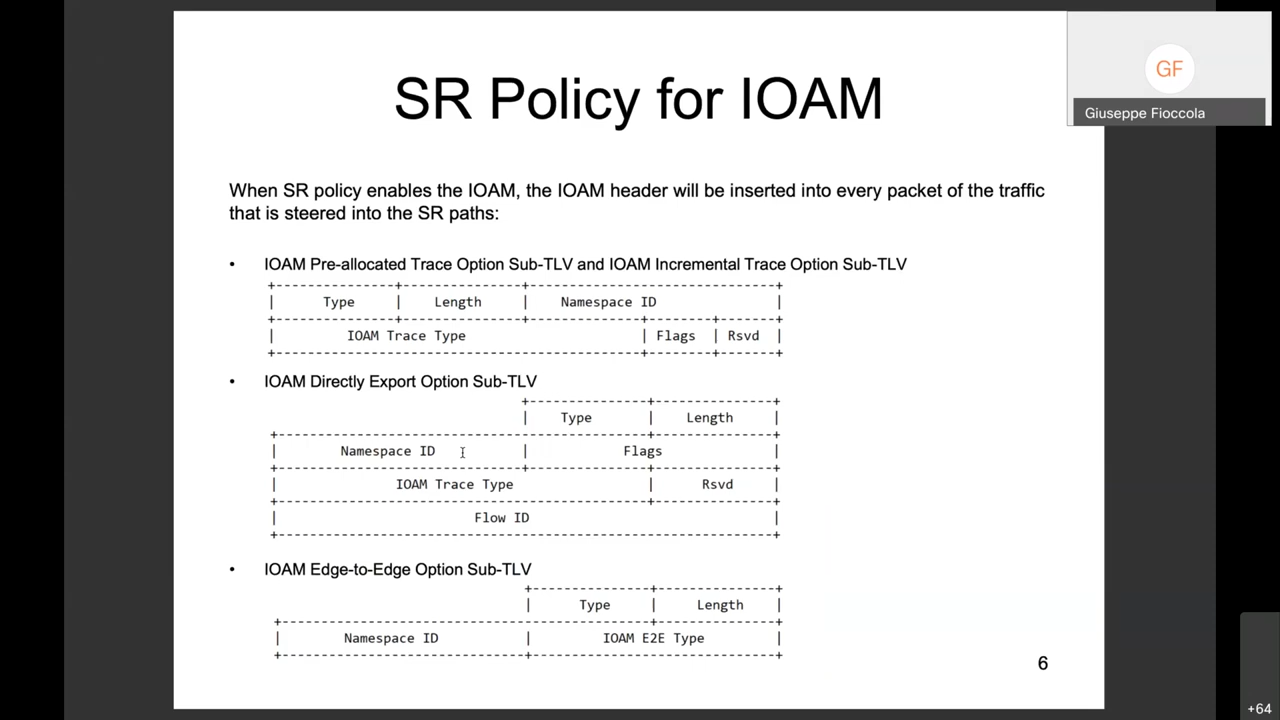 SR Policy for IOAM
GF
Giuseppe Fioccola
When SR policy enables the IOAM, the IOAM header will be inserted into every packet of the traffic
that is steered into the SR paths:
• IOAM Pre-allocated Trace Option Sub-TLV and IOAM Incremental Trace Option Sub-TLV
Type | Length | Namespace ID
IOAM Trace Type | Flags | Rsvd
• IOAM Directly Export Option Sub-TLV
Type | Length
Namespace ID | Flags
IOAM Trace Type | Rsvd
Flow ID
• IOAM Edge-to-Edge Option Sub-TLV
Type | Length
Namespace ID | IOAM E2E Type
6
+64